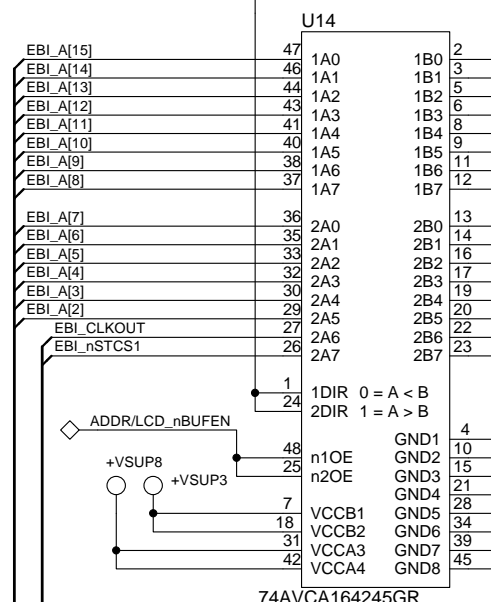 U14
EBI_A[15] 47 1A0 1B0 2
EBI_A[14] 46 1A1 1B1 3
EBI_A[13] 44 1A2 1B2 5
EBI_A[12] 43 1A3 1B3 6
EBI_A[11] 41 1A4 1B4 8
EBI_A[10] 40 1A5 1B5 9
EBI_A[9] 38 1A6 1B6 11
EBI_A[8] 37 1A7 1B7 12
EBI_A[7] 36 2A0 2B0 13
EBI_A[6] 35 2A1 2B1 14
EBI_A[5] 33 2A2 2B2 16
EBI_A[4] 32 2A3 2B3 17
EBI_A[3] 30 2A4 2B4 19
EBI_A[2] 29 2A5 2B5 20
EBI_CLKOUT 27 2A6 2B6 22
EBI_nSTCS1 26 2A7 2B7 23
1 1DIR 0 = A < B
24 2DIR 1 = A > B
ADDR/LCD_nBUFEN
GND1 4
48 n1OE GND2 10
25 n2OE GND3 15
+VSUP8 +VSUP3
GND4 21
7 VCCB1 GND5 28
18 VCCB2 GND6 34
31 VCCA3 GND7 39
42 VCCA4 GND8 45
74AVCA164245GR